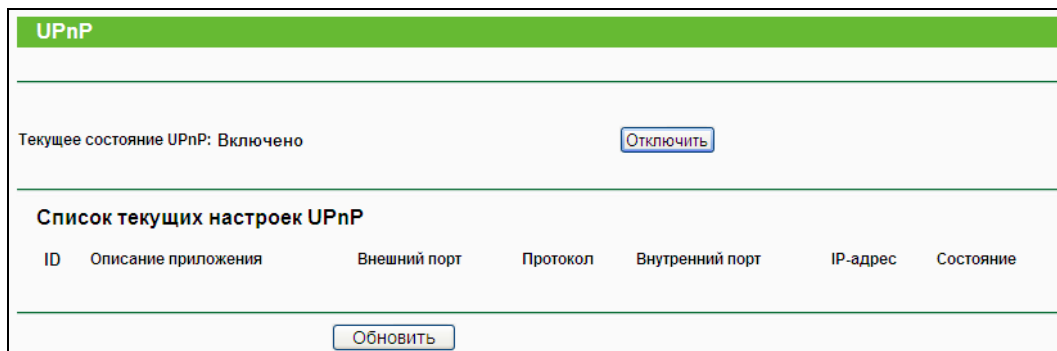 UPnP
Текущее состояние UPnP: Включено Отключить
Список текущих настроек UPnP
ID Описание приложения Внешний порт Протокол Внутренний порт IP-адрес Состояние
Обновить